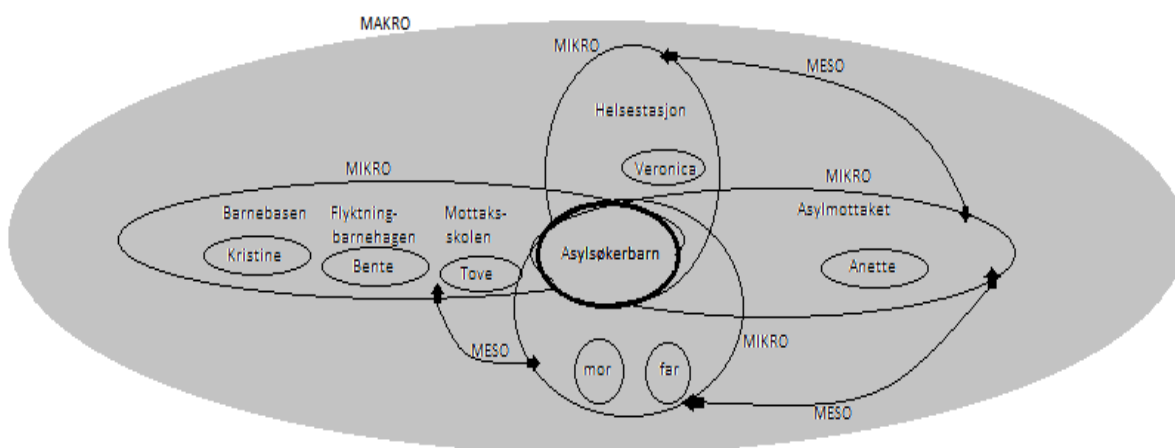 MAKRO
MIKRO
MESO
Helsestasjon
Veronica
MIKRO
MIKRO
Barnebasen
Flyktning-
barnehagen
Mottaks-
skolen
Asylmottaket
Kristine
Bente
Tove
Asylsøkerbarn
Anette
MESO
MIKRO
mor
far
MESO